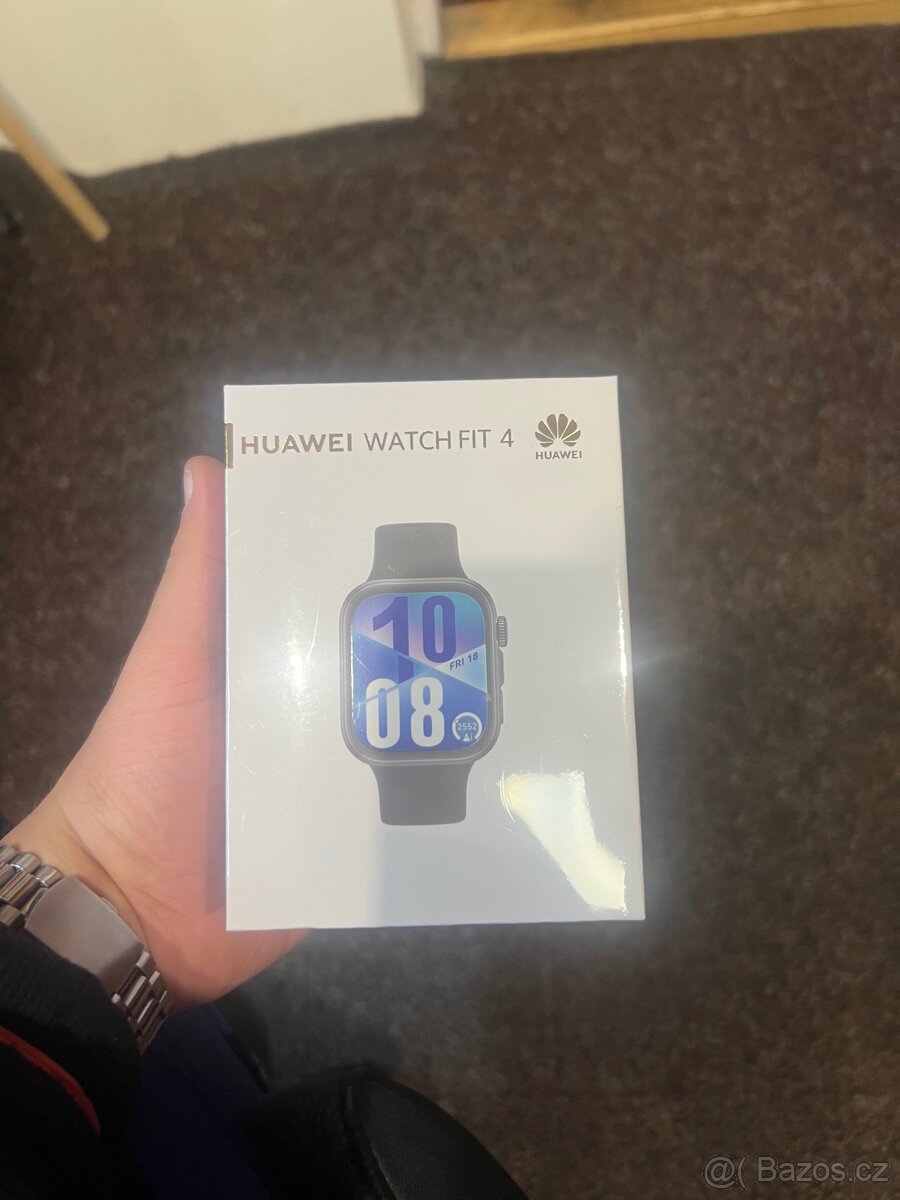 HUAWEI WATCH FIT 4
HUAWEI
10
FRI 18
08
2552
@( Bazos.cz